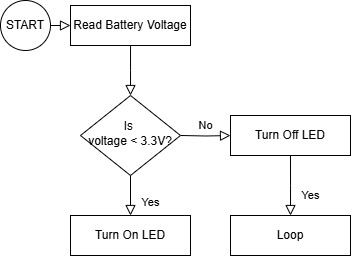 START
Read Battery Voltage
Is
voltage < 3.3V?
No
Turn Off LED
Yes
Yes
Turn On LED
Loop